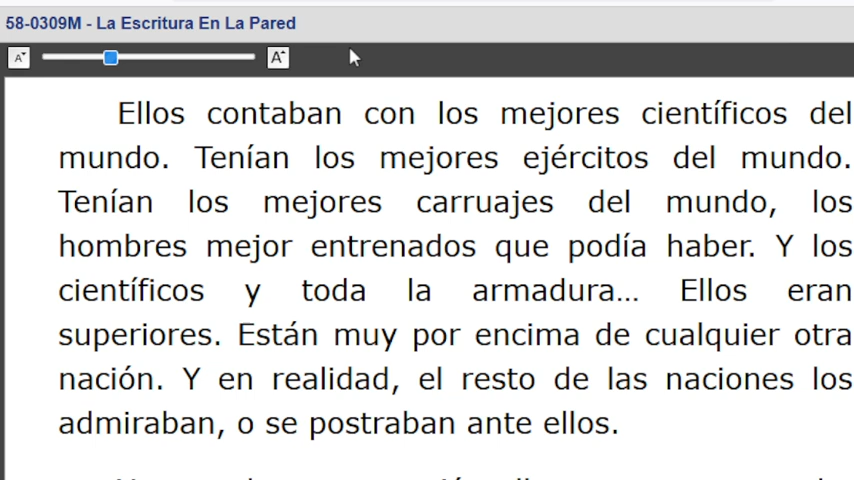 58-0309M - La Escritura En La Pared
A A
Ellos contaban con los mejores científicos del
mundo. Tenían los mejores ejércitos del mundo.
Tenían los mejores carruajes del mundo, los
hombres mejor entrenados que podía haber. Y los
científicos y toda la armadura... Ellos eran
superiores. Están muy por encima de cualquier otra
nación. Y en realidad, el resto de las naciones los
admiraban, o se postraban ante ellos.